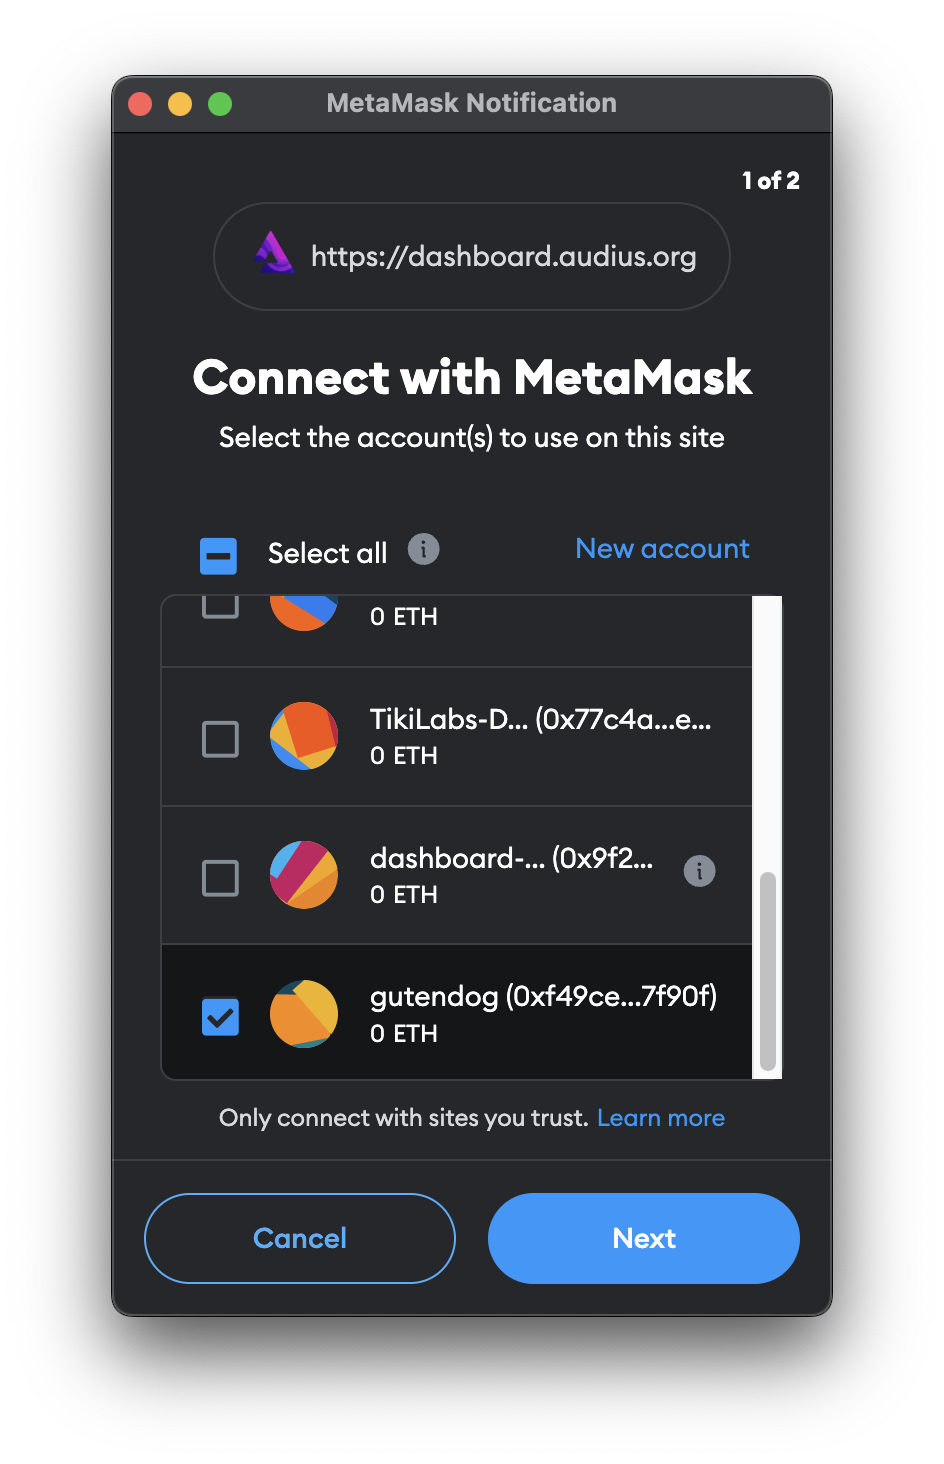 MetaMask Notification
1 of 2
https://dashboard.audius.org
Connect with MetaMask
Select the account(s) to use on this site
Select all
New account
0 ETH
TikiLabs-D... (0x77c4a...e...
0 ETH
dashboard-... (0x9f2...
0 ETH
gutendog (0xf49ce...7f90f)
0 ETH
Only connect with sites you trust. Learn more
Cancel
Next